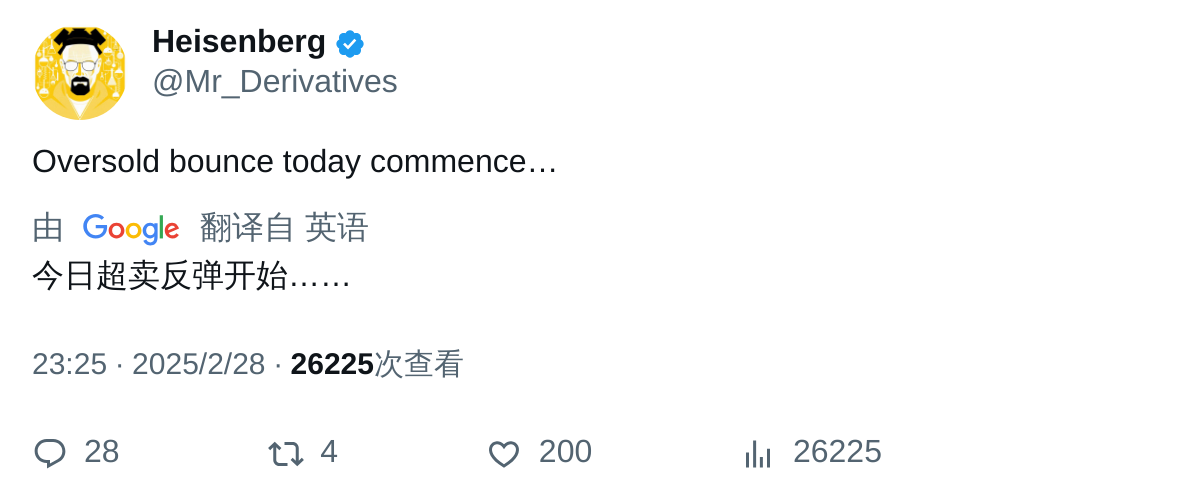 Heisenberg
@Mr_Derivatives
Oversold bounce today commence…
由 Google 翻译自 英语
今日超卖反弹开始……
23:25 · 2025/2/28 · 26225次查看
28 4 200 26225